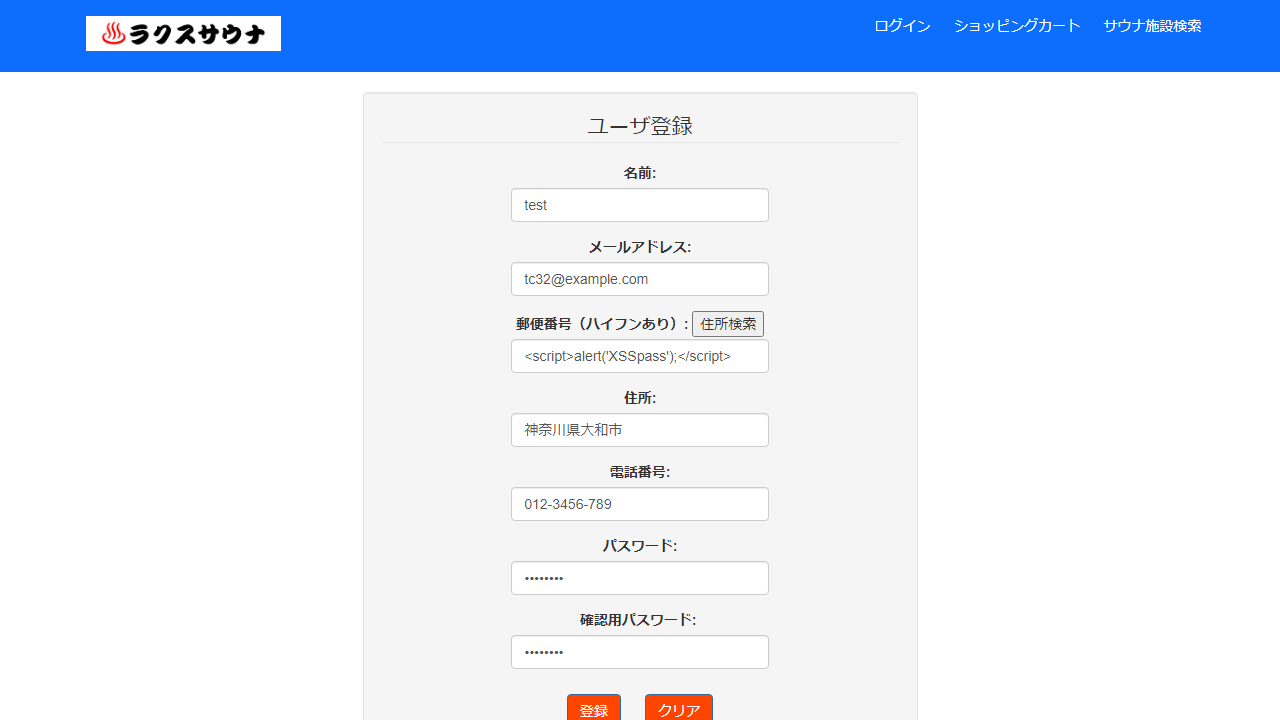 ラクスサウナ
ログイン ショッピングカート サウナ施設検索
ユーザ登録
名前:
test
メールアドレス:
tc32@example.com
郵便番号（ハイフンあり）: 住所検索
<script>alert('XSSpass');</script>
住所:
神奈川県大和市
電話番号:
012-3456-789
パスワード:
••••••••
確認用パスワード:
••••••••
登録 クリア